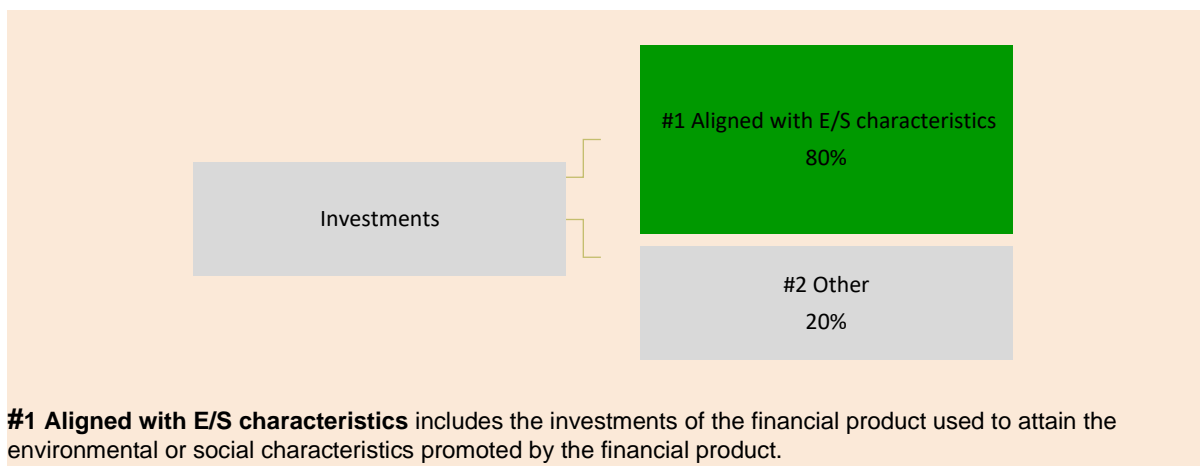 #1 Aligned with E/S characteristics
80%
Investments
#2 Other
20%
#1 Aligned with E/S characteristics includes the investments of the financial product used to attain the
environmental or social characteristics promoted by the financial product.